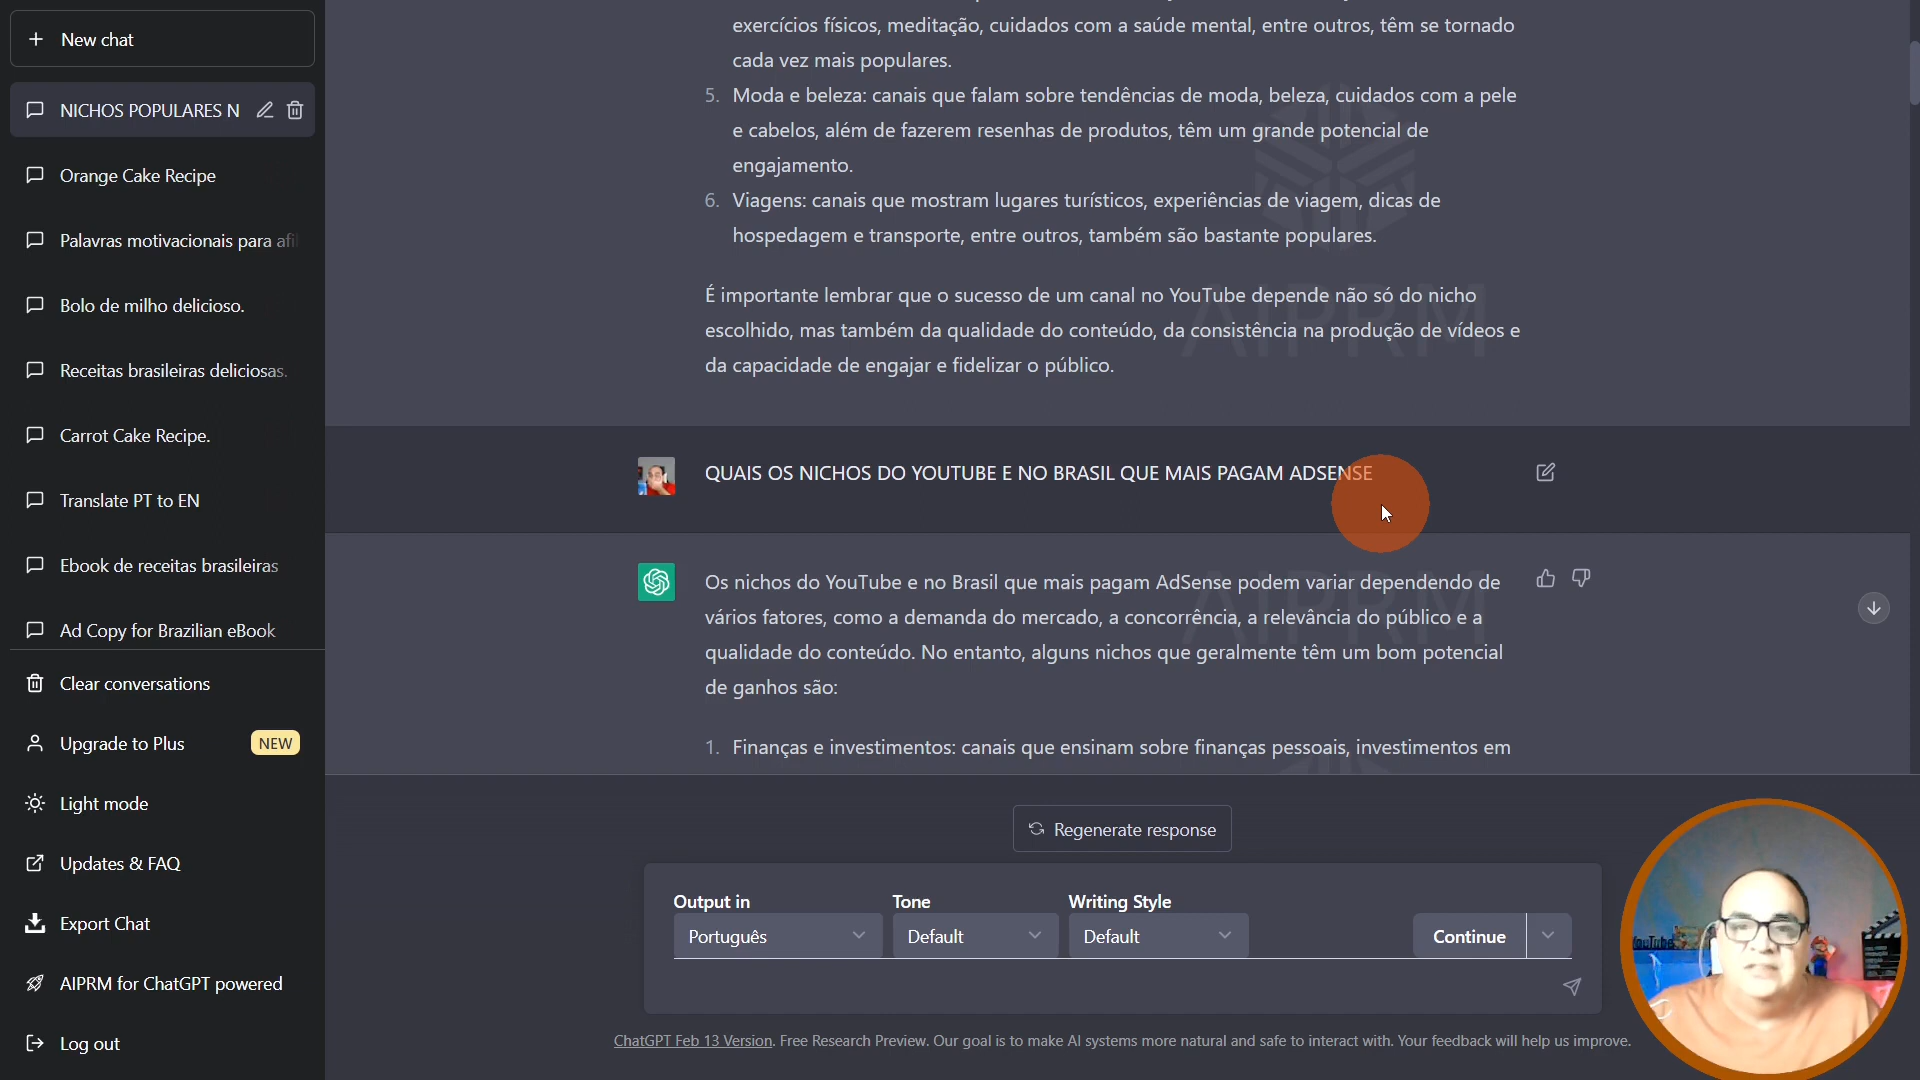 New chat
NICHOS POPULARES N
Orange Cake Recipe
Palavras motivacionais para afil
Bolo de milho delicioso.
Receitas brasileiras deliciosas.
Carrot Cake Recipe.
Translate PT to EN
Ebook de receitas brasileiras
Ad Copy for Brazilian eBook
Clear conversations
Upgrade to Plus
NEW
Light mode
Updates & FAQ
Export Chat
AIPRM for ChatGPT powered
Log out
exercícios físicos, meditação, cuidados com a saúde mental, entre outros, têm se tornado
cada vez mais populares.
5. Moda e beleza: canais que falam sobre tendências de moda, beleza, cuidados com a pele
e cabelos, além de fazerem resenhas de produtos, têm um grande potencial de
engajamento.
6. Viagens: canais que mostram lugares turísticos, experiências de viagem, dicas de
hospedagem e transporte, entre outros, também são bastante populares.
É importante lembrar que o sucesso de um canal no YouTube depende não só do nicho
escolhido, mas também da qualidade do conteúdo, da consistência na produção de vídeos e
da capacidade de engajar e fidelizar o público.
AIPRM
QUAIS OS NICHOS DO YOUTUBE E NO BRASIL QUE MAIS PAGAM ADSENSE
Os nichos do YouTube e no Brasil que mais pagam AdSense podem variar dependendo de
vários fatores, como a demanda do mercado, a concorrência, a relevância do público e a
qualidade do conteúdo. No entanto, alguns nichos que geralmente têm um bom potencial
de ganhos são:
AIPRM
1. Finanças e investimentos: canais que ensinam sobre finanças pessoais, investimentos em
Regenerate response
Output in
Tone
Writing Style
Português
Default
Default
Continue
ChatGPT Feb 13 Version. Free Research Preview. Our goal is to make AI systems more natural and safe to interact with. Your feedback will help us improve.
YouTube